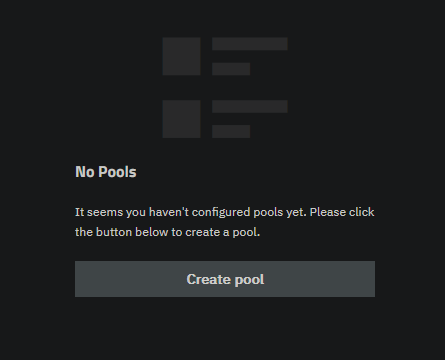 No Pools
It seems you haven't configured pools yet. Please click
the button below to create a pool.
Create pool